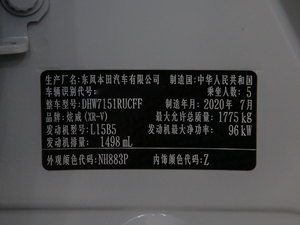 生产厂名:东风本田汽车有限公司 制造国:中华人民共和国
车辆识别代号: 乘坐人数: 5
整车型号:DHW7151RUCFF 制造年月: 2020年 7月
品牌:炫威(XR-V) 最大允许总质量: 1775kg
发动机型号:L15B5 发动机最大净功率: 96kW
发动机排量: 1498 mL
外观颜色代码: NH883P 内饰颜色代码: Z